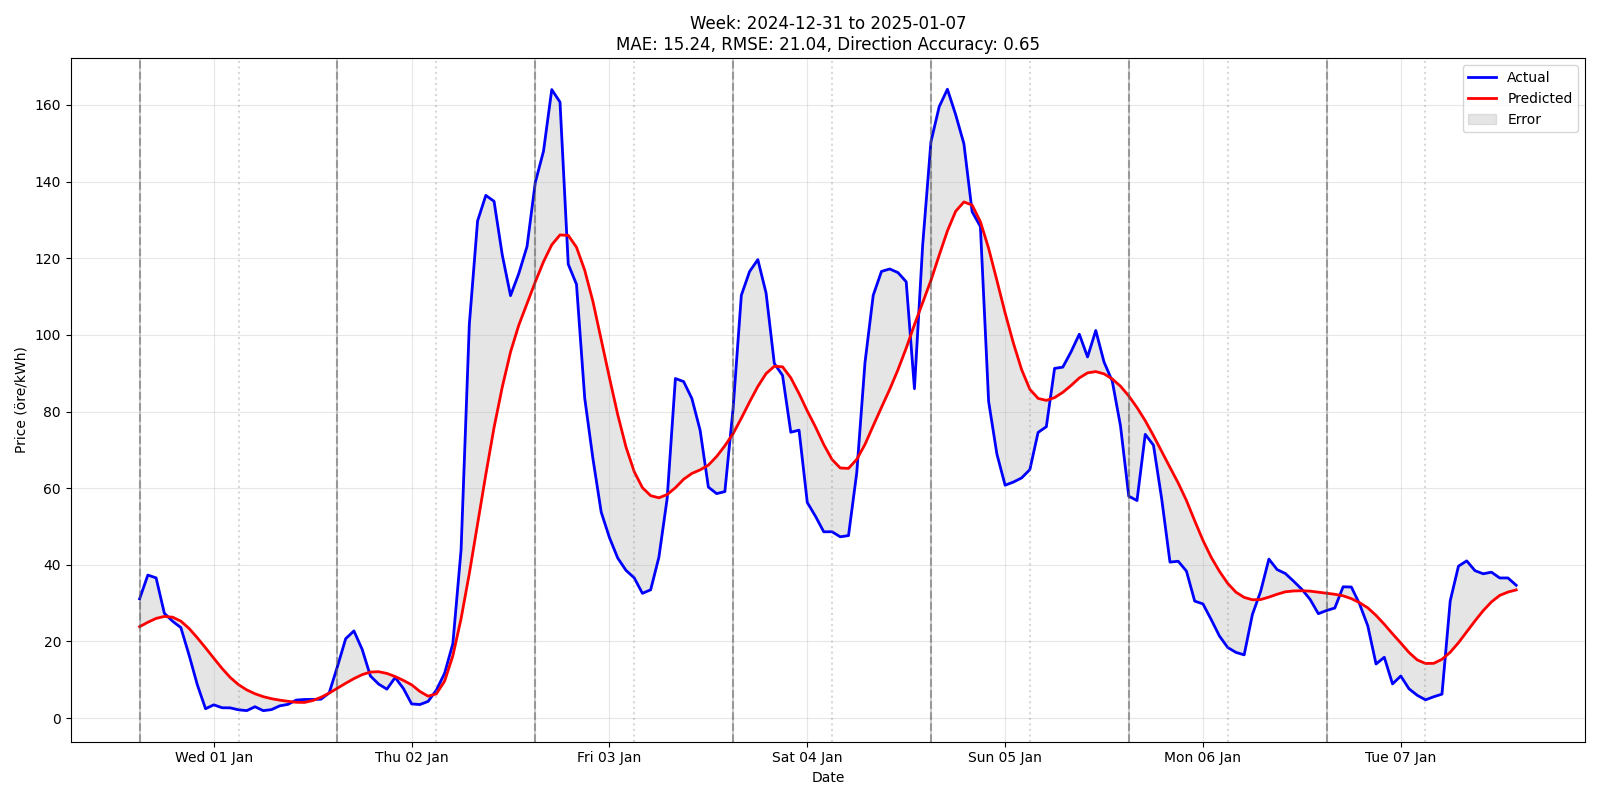 Week: 2024-12-31 to 2025-01-07
MAE: 15.24, RMSE: 21.04, Direction Accuracy: 0.65
Actual
Predicted
Error
Price (öre/kWh)
160
140
120
100
80
60
40
20
0
Wed 01 Jan
Thu 02 Jan
Fri 03 Jan
Sat 04 Jan
Sun 05 Jan
Mon 06 Jan
Tue 07 Jan
Date